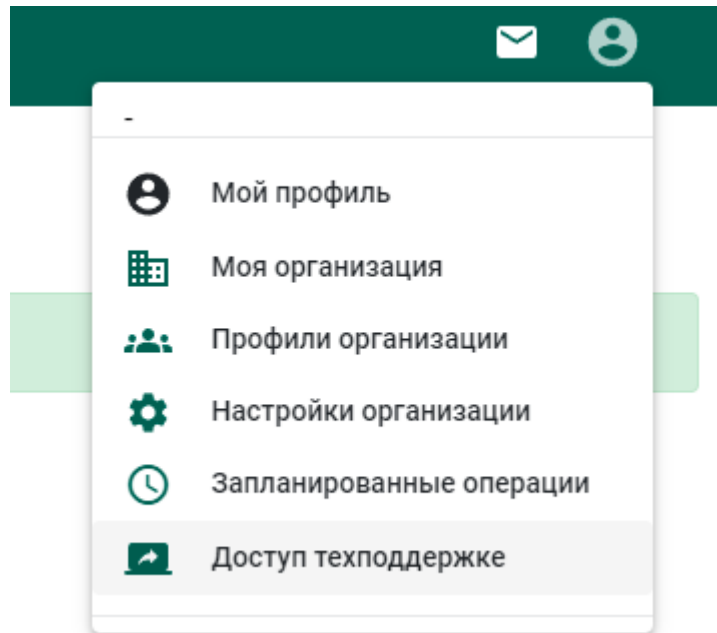 -
Мой профиль
Моя организация
Профили организации
Настройки организации
Запланированные операции
Доступ техподдержке